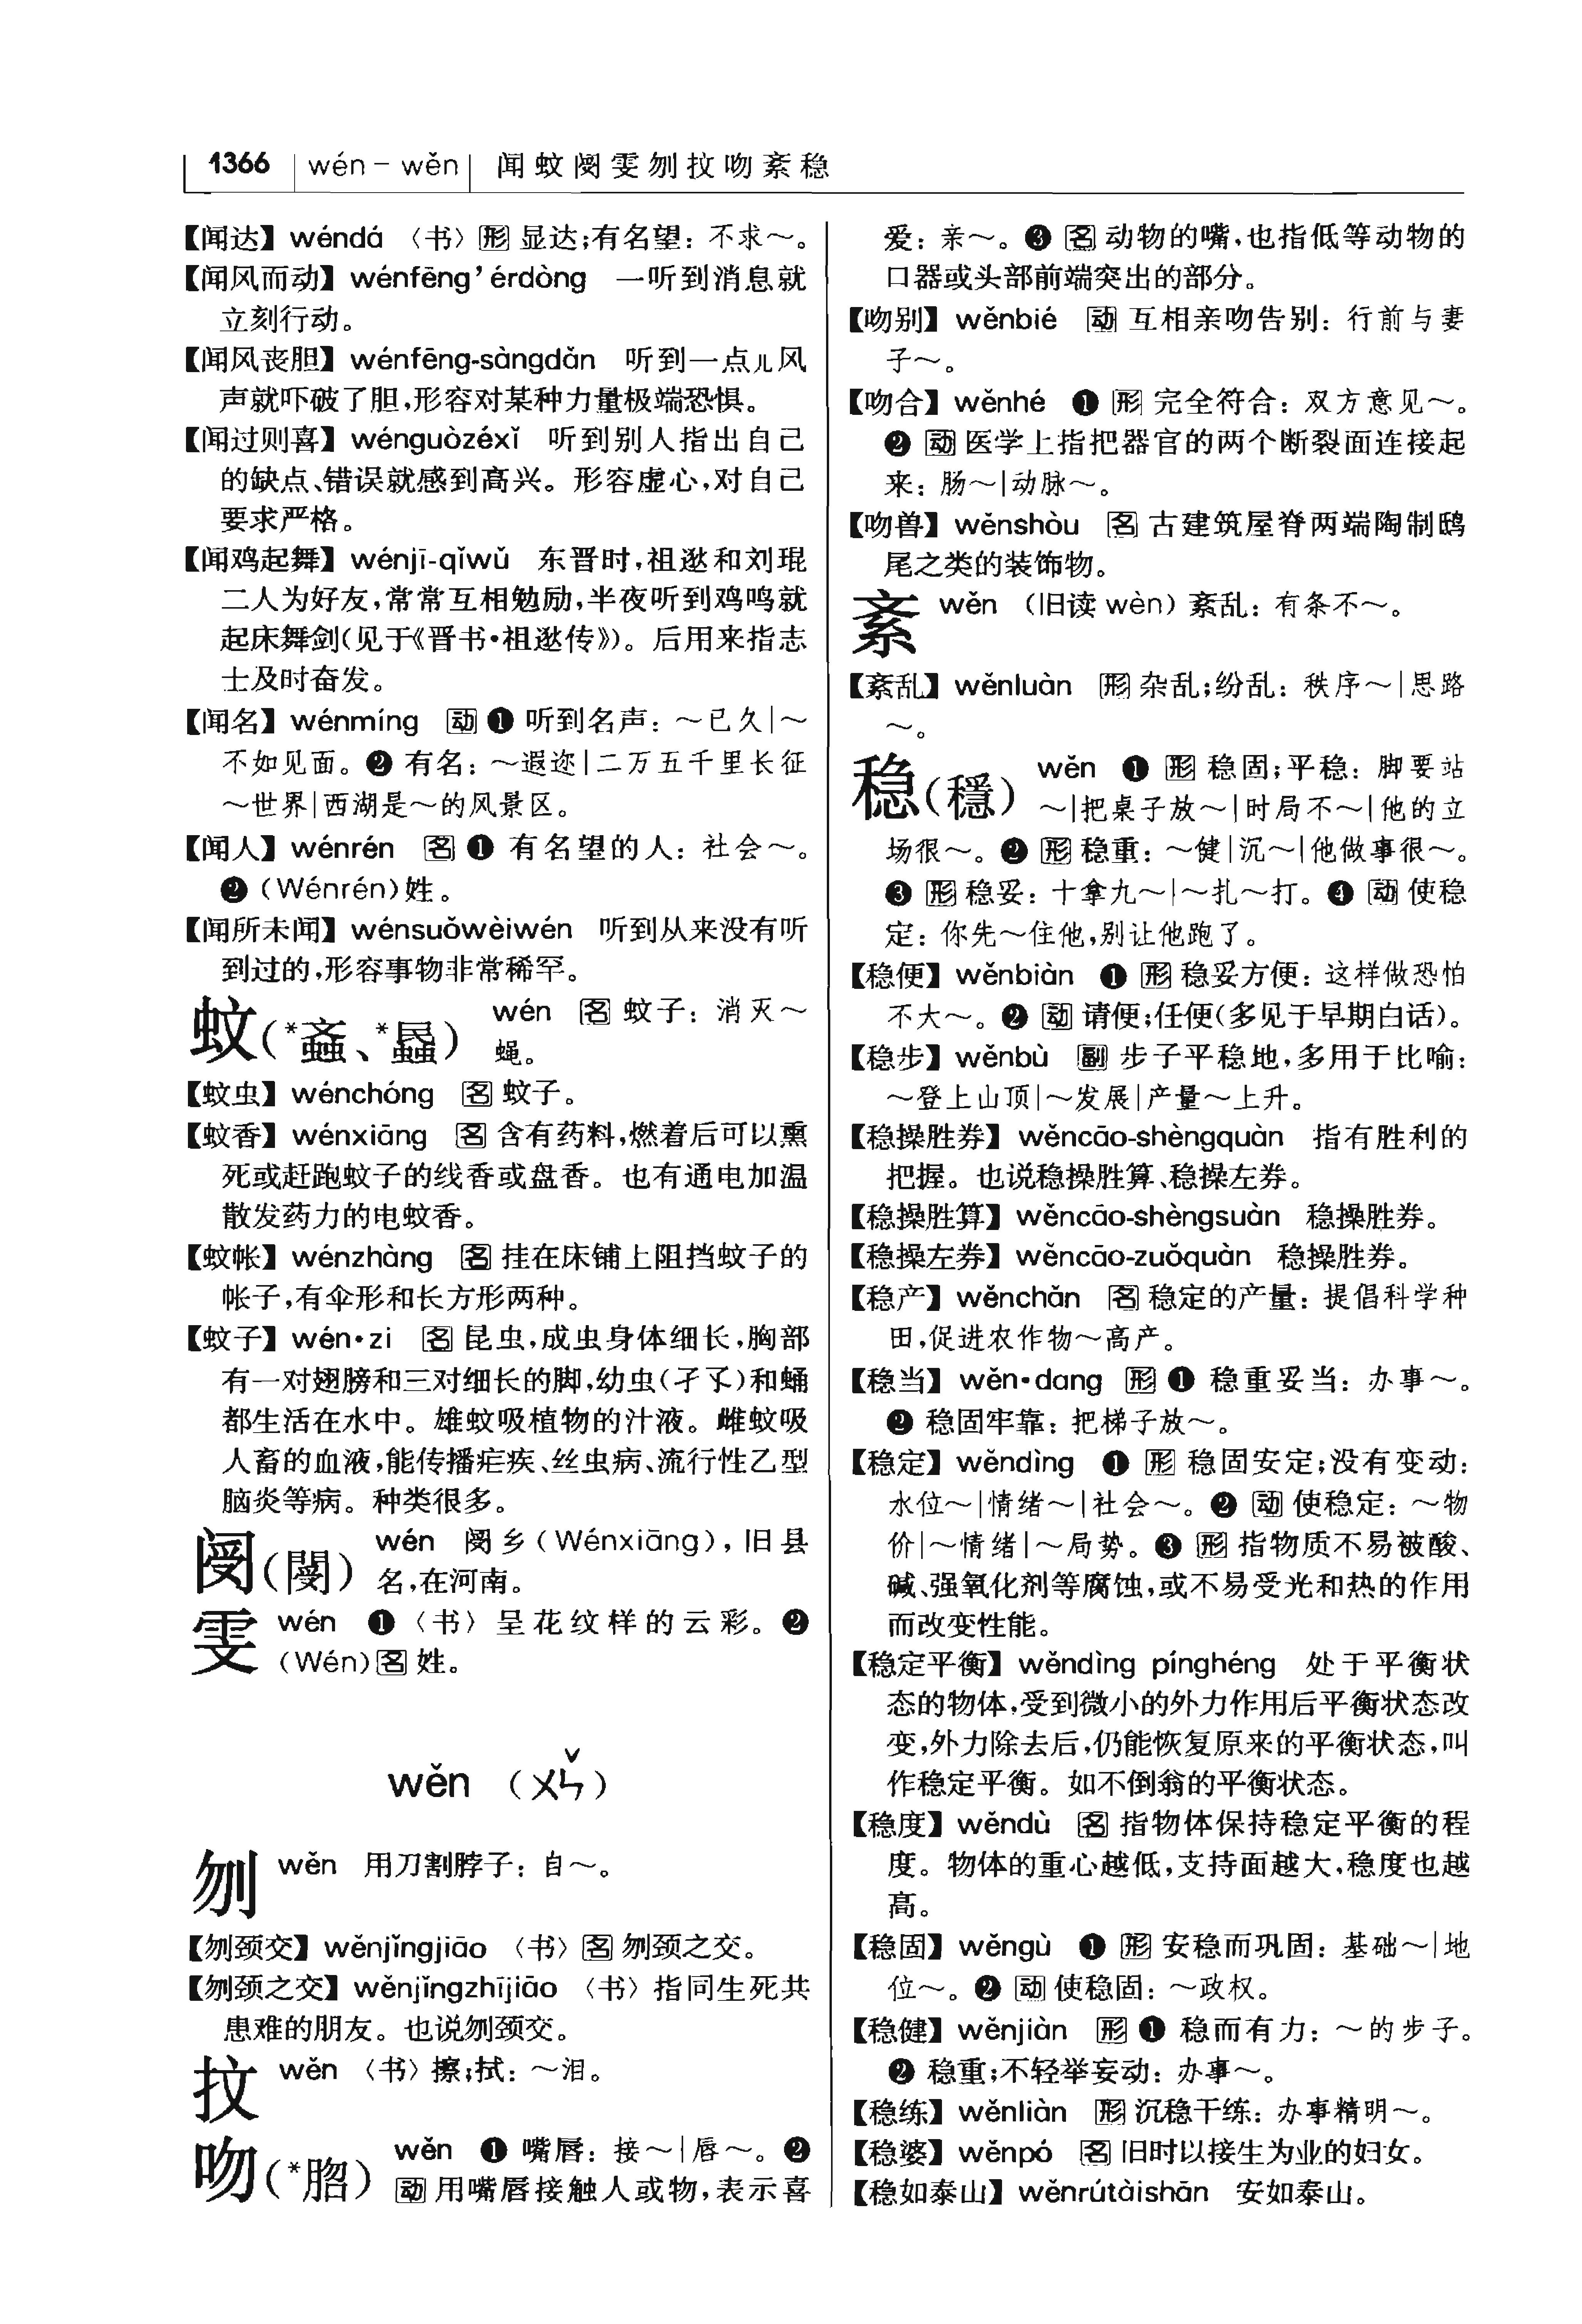 1366 wén – wěn 闻蚊阌雯刎抆吻紊稳
【闻达】wéndá 〈书〉形 显达;有名望:不求～。
【闻风而动】wénfēng’érdòng 一听到消息就
立刻行动。
【闻风丧胆】wénfēng-sàngdǎn 听到一点儿风
声就吓破了胆,形容对某种力量极端恐惧。
【闻过则喜】wénguòzéxǐ 听到别人指出自己
的缺点、错误就感到高兴。形容虚心,对自己
要求严格。
【闻鸡起舞】wénjī-qǐwǔ 东晋时,祖逖和刘琨
二人为好友,常常互相勉励,半夜听到鸡鸣就
起床舞剑(见于《晋书·祖逖传》)。后用来指志
士及时奋发。
【闻名】wénmíng 动 ❶ 听到名声:～已久|～
不如见面。❷ 有名:～遐迩|二万五千里长征
～世界|西湖是～的风景区。
【闻人】wénrén 名 ❶ 有名望的人:社会～。
❷ (Wénrén)姓。
【闻所未闻】wénsuǒwèiwén 听到从来没有听
到过的,形容事物非常稀罕。
蚊(*螡、*蟁) wén 名 蚊子:消灭～
蝇。
【蚊虫】wénchóng 名 蚊子。
【蚊香】wénxiāng 名 含有药料,燃着后可以熏
死或赶跑蚊子的线香或盘香。也有通电加温
散发药力的电蚊香。
【蚊帐】wénzhàng 名 挂在床铺上阻挡蚊子的
帐子,有伞形和长方形两种。
【蚊子】wén·zi 名 昆虫,成虫身体细长,胸部
有一对翅膀和三对细长的脚,幼虫(孑孓)和蛹
都生活在水中。雄蚊吸植物的汁液。雌蚊吸
人畜的血液,能传播疟疾、丝虫病、流行性乙型
脑炎等病。种类很多。
阌(閿) wén 阌乡(Wénxiāng),旧县
名,在河南。
雯 wén ❶〈书〉呈花纹样的云彩。❷
(Wén)名 姓。
wěn (ㄨㄣˇ)
刎 wěn 用刀割脖子:自～。
【刎颈交】wěnjǐngjiāo 〈书〉名 刎颈之交。
【刎颈之交】wěnjǐngzhījiāo 〈书〉指同生死共
患难的朋友。也说刎颈交。
抆 wěn 〈书〉擦;拭:～泪。
吻(*脗) wěn ❶ 嘴唇:接～|唇～。❷
动 用嘴唇接触人或物,表示喜
爱:亲～。❸ 名 动物的嘴,也指低等动物的
口器或头部前端突出的部分。
【吻别】wěnbié 动 互相亲吻告别:行前与妻
子～。
【吻合】wěnhé ❶ 形 完全符合:双方意见～。
❷ 动 医学上指把器官的两个断裂面连接起
来:肠～|动脉～。
【吻兽】wěnshòu 名 古建筑屋脊两端陶制鸱
尾之类的装饰物。
紊 wěn (旧读 wèn)紊乱:有条不～。
【紊乱】wěnluàn 形 杂乱;纷乱:秩序～|思路
～。
稳(穩) wěn ❶ 形 稳固;平稳:脚要站
～|把桌子放～|时局不～|他的立
场很～。❷ 形 稳重:～健|沉～|他做事很～。
❸ 形 稳妥:十拿九～|～扎～打。❹ 动 使稳
定:你先～住他,别让他跑了。
【稳便】wěnbiàn ❶ 形 稳妥方便:这样做恐怕
不大～。❷ 动 请便;任便(多见于早期白话)。
【稳步】wěnbù 副 步子平稳地,多用于比喻:
～登上山顶|～发展|产量～上升。
【稳操胜券】wěncāo-shèngquàn 指有胜利的
把握。也说稳操胜算、稳操左券。
【稳操胜算】wěncāo-shèngsuàn 稳操胜券。
【稳操左券】wěncāo-zuǒquàn 稳操胜券。
【稳产】wěnchǎn 名 稳定的产量:提倡科学种
田,促进农作物～高产。
【稳当】wěn·dang 形 ❶ 稳重妥当:办事～。
❷ 稳固牢靠:把梯子放～。
【稳定】wěndìng ❶ 形 稳固安定;没有变动:
水位～|情绪～|社会～。❷ 动 使稳定:～物
价|～情绪|～局势。❸ 形 指物质不易被酸、
碱、强氧化剂等腐蚀,或不易受光和热的作用
而改变性能。
【稳定平衡】wěndìng pínghéng 处于平衡状
态的物体,受到微小的外力作用后平衡状态改
变,外力除去后,仍能恢复原来的平衡状态,叫
作稳定平衡。如不倒翁的平衡状态。
【稳度】wěndù 名 指物体保持稳定平衡的程
度。物体的重心越低,支持面越大,稳度也越
高。
【稳固】wěngù ❶ 形 安稳而巩固:基础～|地
位～。❷ 动 使稳固:～政权。
【稳健】wěnjiàn 形 ❶ 稳而有力:～的步子。
❷ 稳重;不轻举妄动:办事～。
【稳练】wěnliàn 形 沉稳干练:办事精明～。
【稳婆】wěnpó 名 旧时以接生为业的妇女。
【稳如泰山】wěnrútàishān 安如泰山。